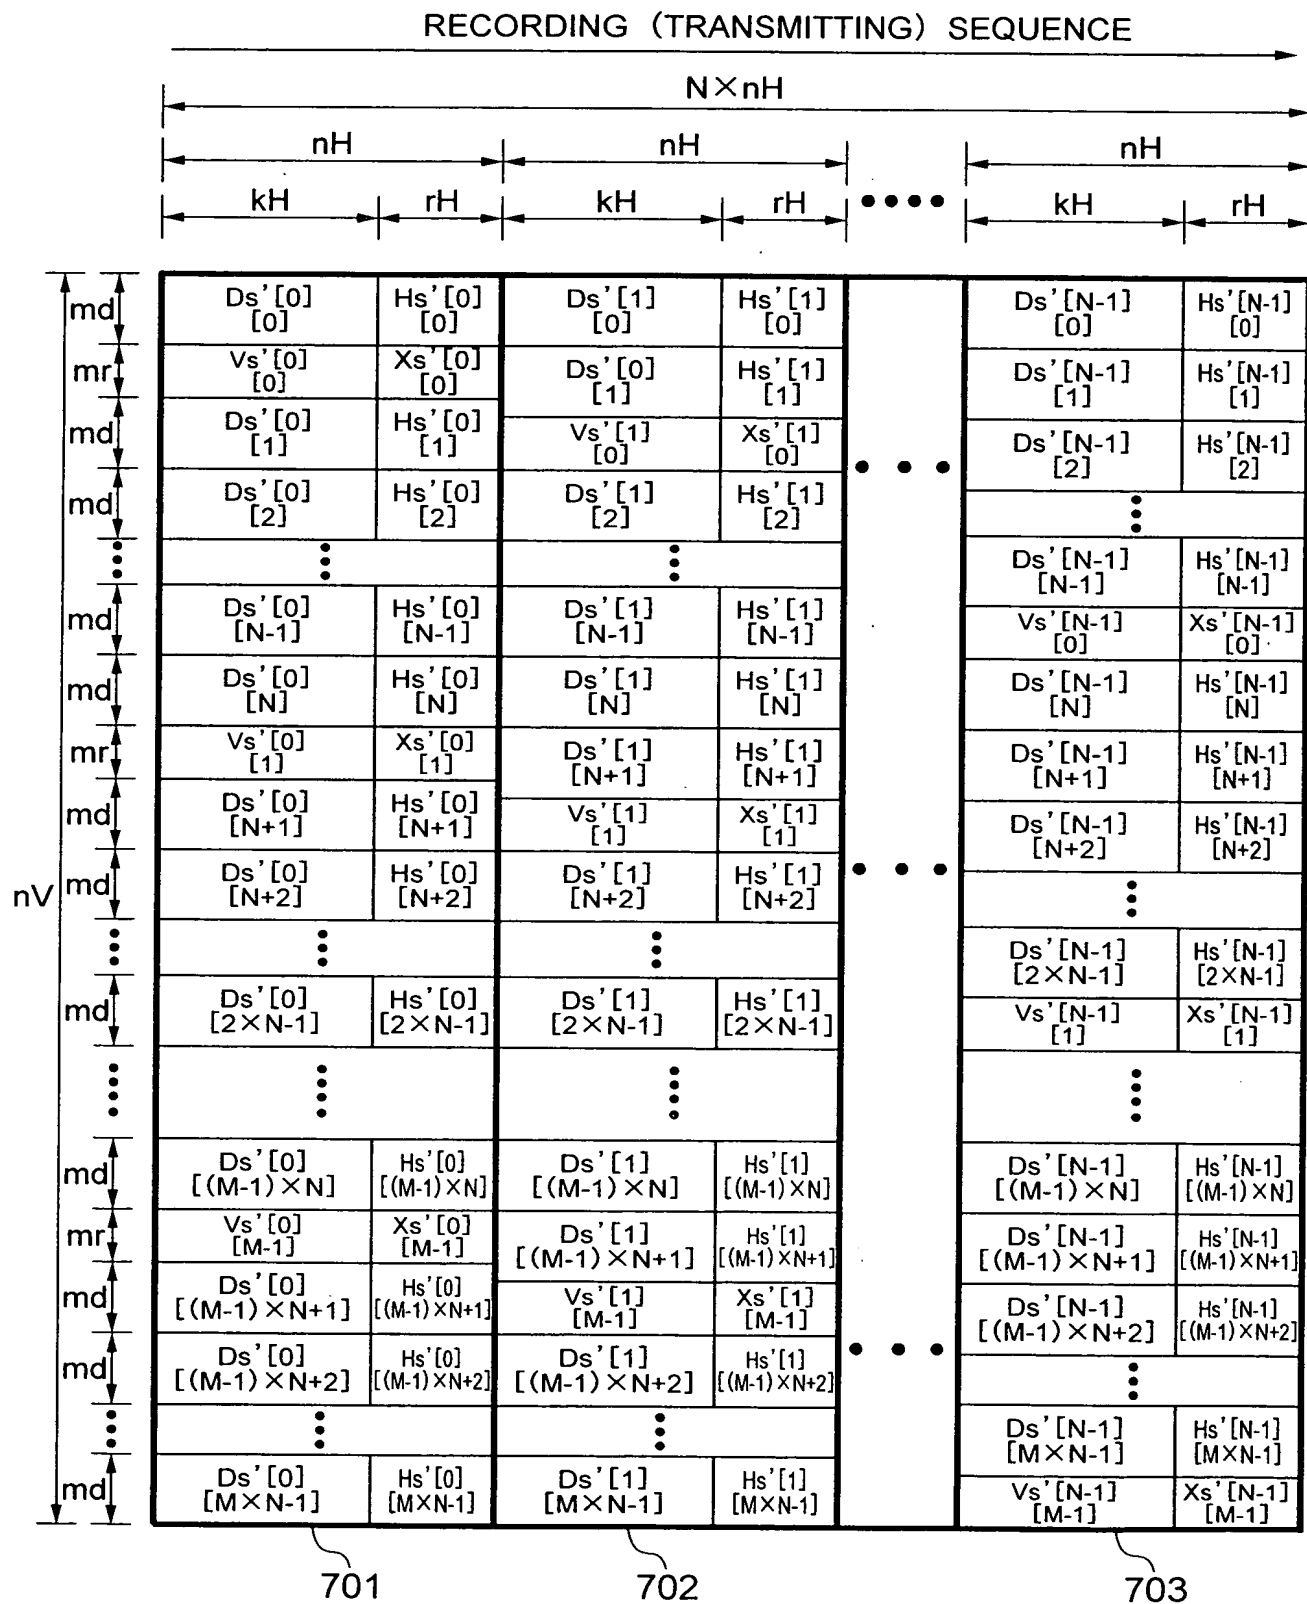 RECORDING (TRANSMITTING) SEQUENCE
N×nH
nH nH nH
kH rH kH rH •••• kH rH
nV
md
mr
md
md
md
md
mr
md
md
md
md
mr
md
md
md
Ds'[0] Hs'[0]
[0] [0]
Vs'[0] Xs'[0]
[0] [0]
Ds'[0] Hs'[0]
[1] [1]
Ds'[0] Hs'[0]
[2] [2]
Ds'[0] Hs'[0]
[N-1] [N-1]
Ds'[0] Hs'[0]
[N] [N]
Vs'[0] Xs'[0]
[1] [1]
Ds'[0] Hs'[0]
[N+1] [N+1]
Ds'[0] Hs'[0]
[N+2] [N+2]
Ds'[0] Hs'[0]
[2×N-1] [2×N-1]
Ds'[0] Hs'[0]
[(M-1)×N] [(M-1)×N]
Vs'[0] Xs'[0]
[M-1] [M-1]
Ds'[0] Hs'[0]
[(M-1)×N+1] [(M-1)×N+1]
Ds'[0] Hs'[0]
[(M-1)×N+2] [(M-1)×N+2]
Ds'[0] Hs'[0]
[M×N-1] [M×N-1]
Ds'[1] Hs'[1]
[0] [0]
Ds'[0] Hs'[1]
[1] [1]
Vs'[1] Xs'[1]
[0] [0]
Ds'[1] Hs'[1]
[2] [2]
Ds'[1] Hs'[1]
[N-1] [N-1]
Ds'[1] Hs'[1]
[N] [N]
Ds'[1] Hs'[1]
[N+1] [N+1]
Vs'[1] Xs'[1]
[1] [1]
Ds'[1] Hs'[1]
[N+2] [N+2]
Ds'[1] Hs'[1]
[2×N-1] [2×N-1]
Ds'[1] Hs'[1]
[(M-1)×N] [(M-1)×N]
Ds'[1] Hs'[1]
[(M-1)×N+1] [(M-1)×N+1]
Vs'[1] Xs'[1]
[M-1] [M-1]
Ds'[1] Hs'[1]
[(M-1)×N+2] [(M-1)×N+2]
Ds'[1] Hs'[1]
[M×N-1] [M×N-1]
Ds'[N-1] Hs'[N-1]
[0] [0]
Ds'[N-1] Hs'[N-1]
[1] [1]
Ds'[N-1] Hs'[N-1]
[2] [2]
Ds'[N-1] Hs'[N-1]
[N-1] [N-1]
Vs'[N-1] Xs'[N-1]
[0] [0]
Ds'[N-1] Hs'[N-1]
[N] [N]
Ds'[N-1] Hs'[N-1]
[N+1] [N+1]
Ds'[N-1] Hs'[N-1]
[N+2] [N+2]
Ds'[N-1] Hs'[N-1]
[2×N-1] [2×N-1]
Vs'[N-1] Xs'[N-1]
[1] [1]
Ds'[N-1] Hs'[N-1]
[(M-1)×N] [(M-1)×N]
Ds'[N-1] Hs'[N-1]
[(M-1)×N+1] [(M-1)×N+1]
Ds'[N-1] Hs'[N-1]
[(M-1)×N+2] [(M-1)×N+2]
Ds'[N-1] Hs'[N-1]
[M×N-1] [M×N-1]
Vs'[N-1] Xs'[N-1]
[M-1] [M-1]
701 702 703